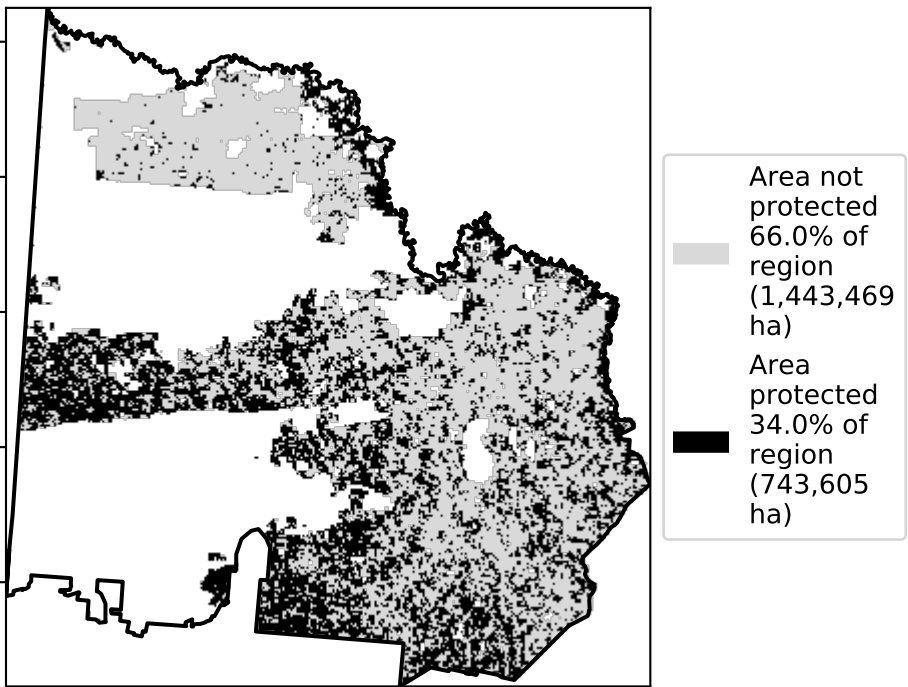 Area not
protected
66.0% of
region
(1,443,469
ha)
Area
protected
34.0% of
region
(743,605
ha)